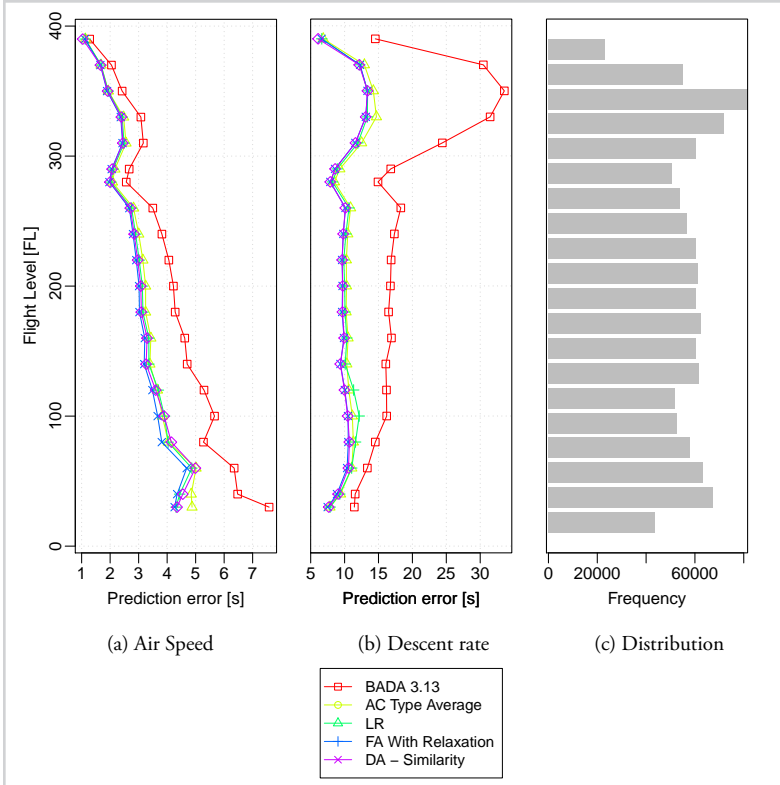 Flight Level [FL]
400
300
200
100
0
1 2 3 4 5 6 7
Prediction error [s]
(a) Air Speed
5 10 15 20 25 30
Prediction error [s]
(b) Descent rate
0 20000 60000
Frequency
(c) Distribution
BADA 3.13
AC Type Average
LR
FA With Relaxation
DA − Similarity